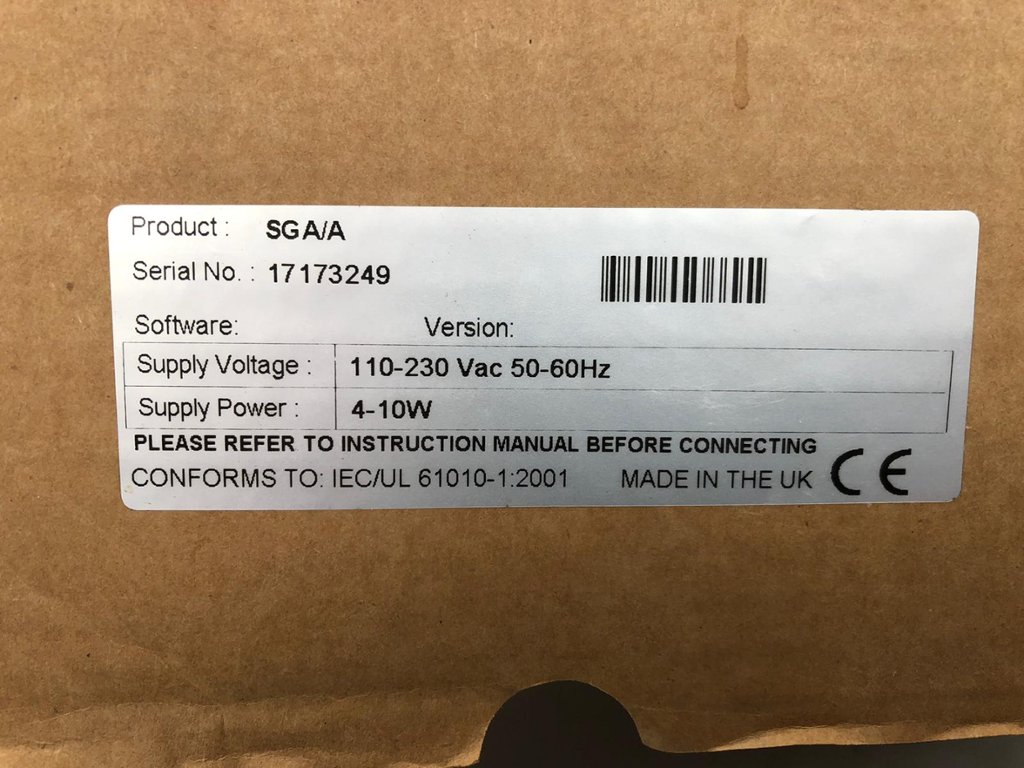 Product : SGA/A
Serial No. : 17173249
Software: Version:
Supply Voltage : 110-230 Vac 50-60Hz
Supply Power : 4-10W
PLEASE REFER TO INSTRUCTION MANUAL BEFORE CONNECTING
CONFORMS TO: IEC/UL 61010-1:2001 MADE IN THE UK CE